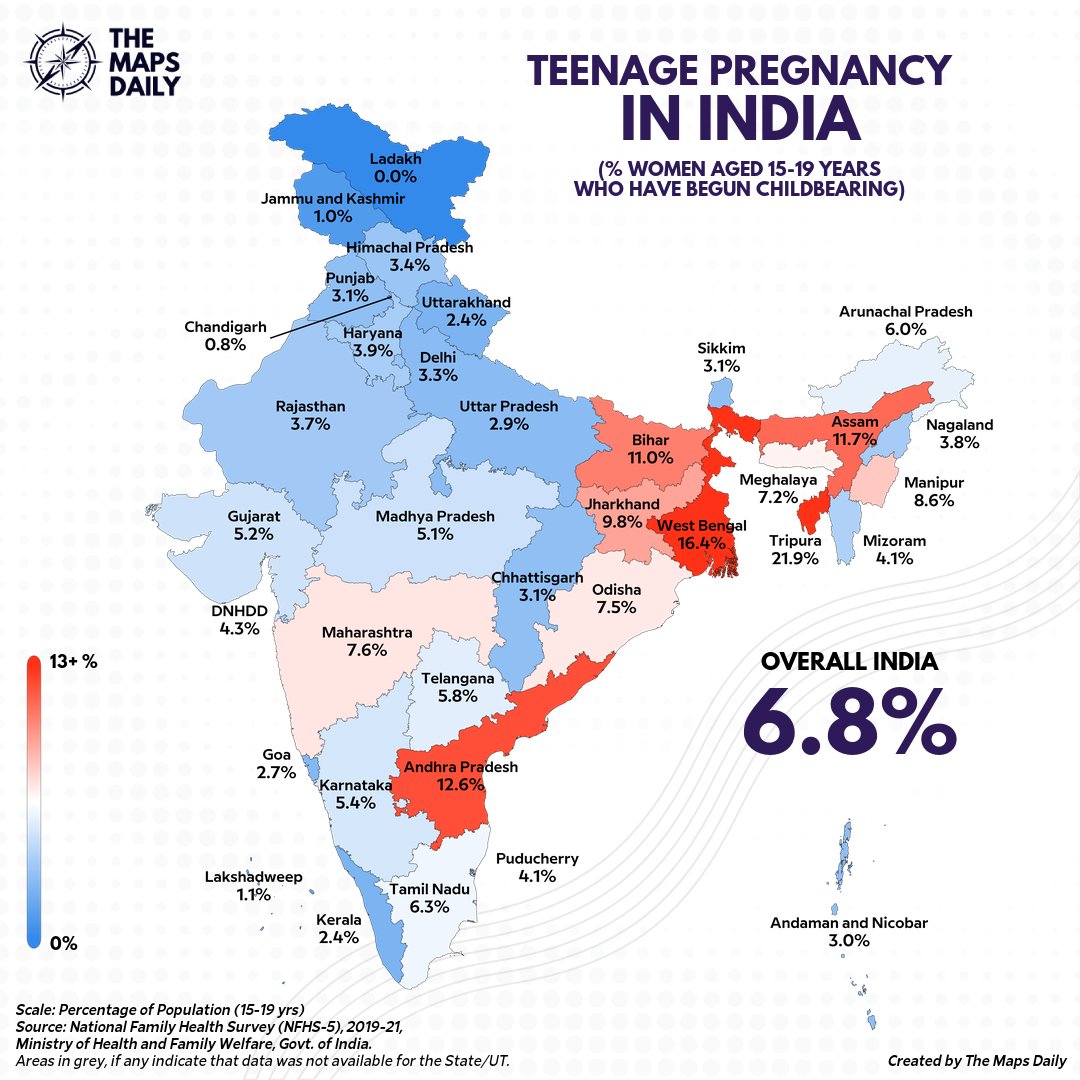 THE
MAPS
DAILY
TEENAGE PREGNANCY
IN INDIA
(% WOMEN AGED 15-19 YEARS
WHO HAVE BEGUN CHILDBEARING)
Ladakh
0.0%
Jammu and Kashmir
1.0%
Himachal Pradesh
3.4%
Punjab
3.1%
Uttarakhand
2.4%
Chandigarh
0.8%
Haryana
3.9%
Delhi
3.3%
Arunachal Pradesh
6.0%
Sikkim
3.1%
Rajasthan
3.7%
Uttar Pradesh
2.9%
Bihar
11.0%
Assam
11.7%
Nagaland
3.8%
Meghalaya
7.2%
Manipur
8.6%
Jharkhand
9.8%
West Bengal
16.4%
Tripura
21.9%
Mizoram
4.1%
Gujarat
5.2%
Madhya Pradesh
5.1%
Chhattisgarh
3.1%
Odisha
7.5%
DNHDD
4.3%
Maharashtra
7.6%
Telangana
5.8%
13+ %
0%
OVERALL INDIA
6.8%
Goa
2.7%
Karnataka
5.4%
Andhra Pradesh
12.6%
Puducherry
4.1%
Lakshadweep
1.1%
Tamil Nadu
6.3%
Kerala
2.4%
Andaman and Nicobar
3.0%
Scale: Percentage of Population (15-19 yrs)
Source: National Family Health Survey (NFHS-5), 2019-21,
Ministry of Health and Family Welfare, Govt. of India.
Areas in grey, if any indicate that data was not available for the State/UT.
Created by The Maps Daily